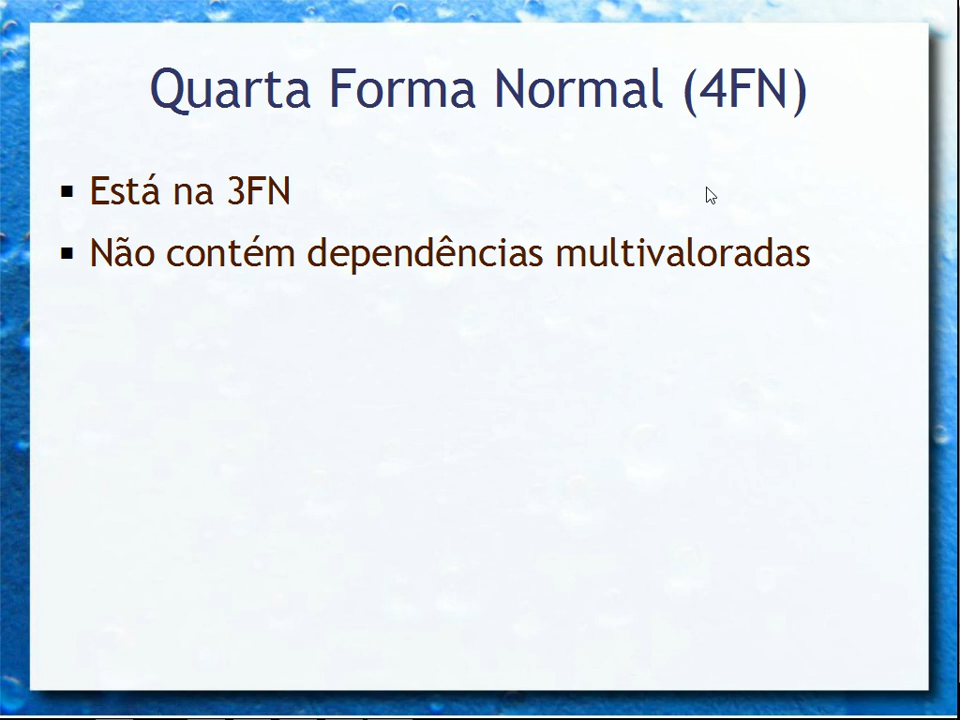 Quarta Forma Normal (4FN)
▪ Está na 3FN
▪ Não contém dependências multivaloradas